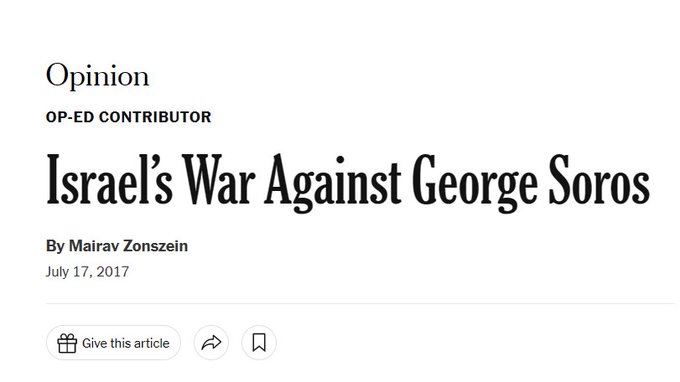 Opinion
OP-ED CONTRIBUTOR
Israel’s War Against George Soros
By Mairav Zonszein
July 17, 2017
Give this article